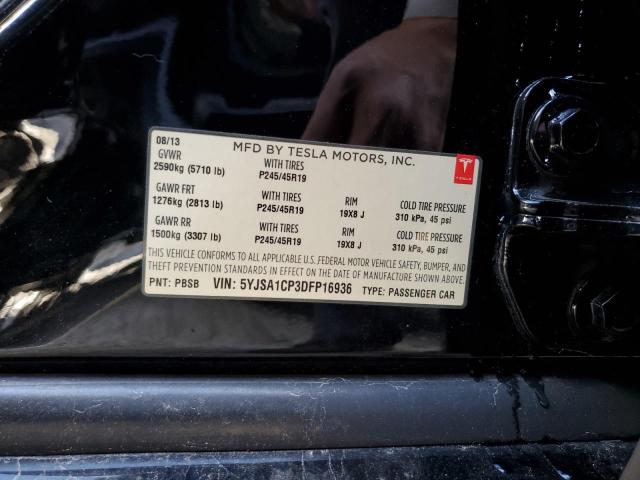 08/13 MFD BY TESLA MOTORS, INC.
GVWR WITH TIRES
2590kg (5710 lb) P245/45R19
TESLA
GAWR FRT WITH TIRES RIM COLD TIRE PRESSURE
1276kg (2813 lb) P245/45R19 19X8 J 310 kPa, 45 psi
GAWR RR WITH TIRES RIM COLD TIRE PRESSURE
1500kg (3307 lb) P245/45R19 19X8 J 310 kPa, 45 psi
THIS VEHICLE CONFORMS TO ALL APPLICABLE U.S. FEDERAL MOTOR VEHICLE SAFETY, BUMPER, AND
THEFT PREVENTION STANDARDS IN EFFECT ON THE DATE OF MANUFACTURE SHOWN ABOVE.
PNT: PBSB VIN: 5YJSA1CP3DFP16936 TYPE: PASSENGER CAR